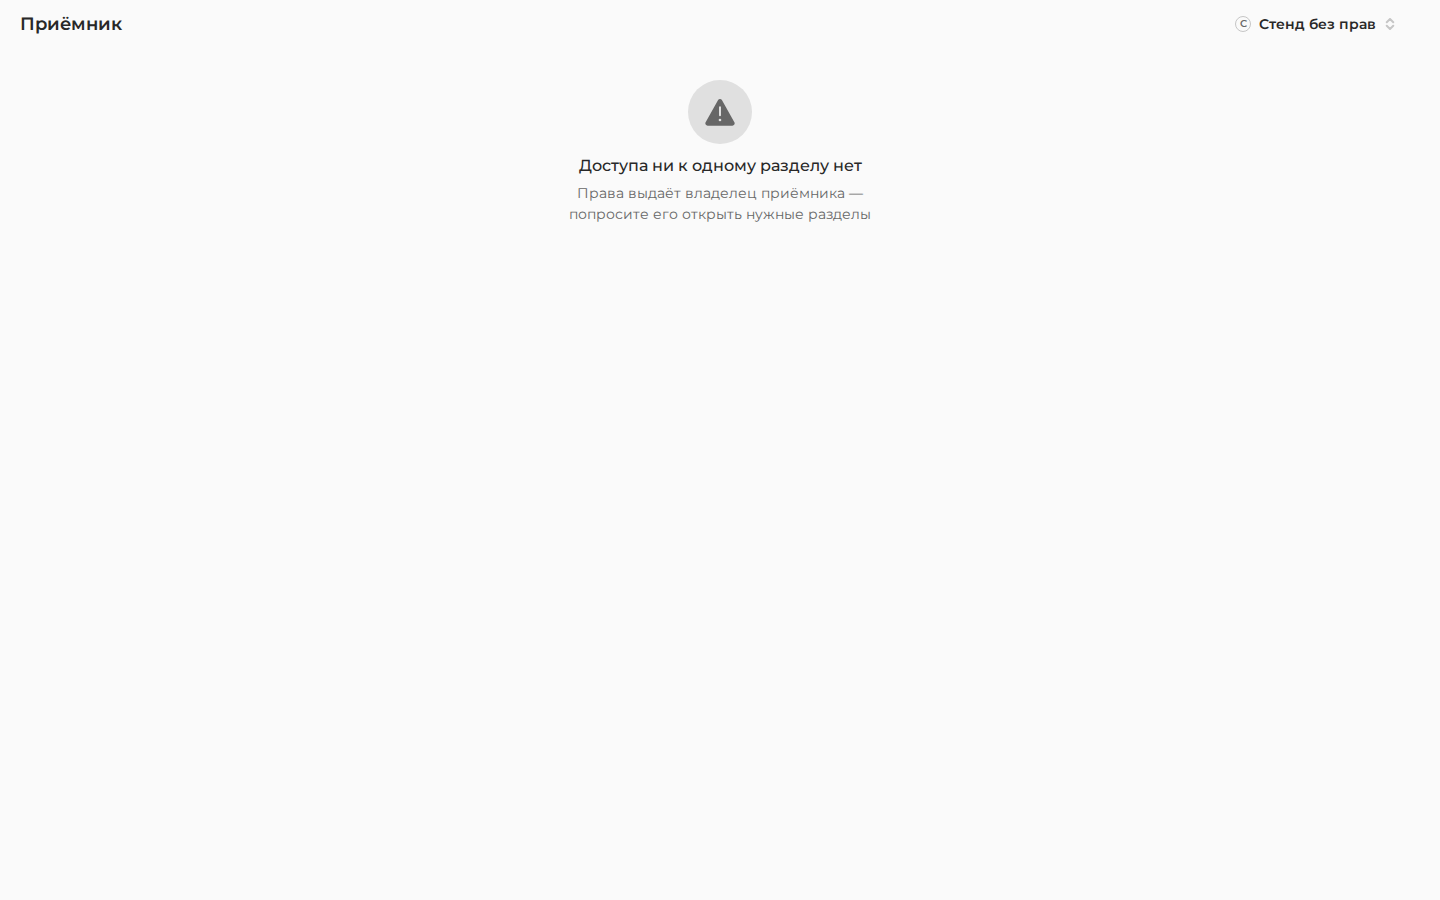 Приёмник
С Стенд без прав
Доступа ни к одному разделу нет
Права выдаёт владелец приёмника —
попросите его открыть нужные разделы